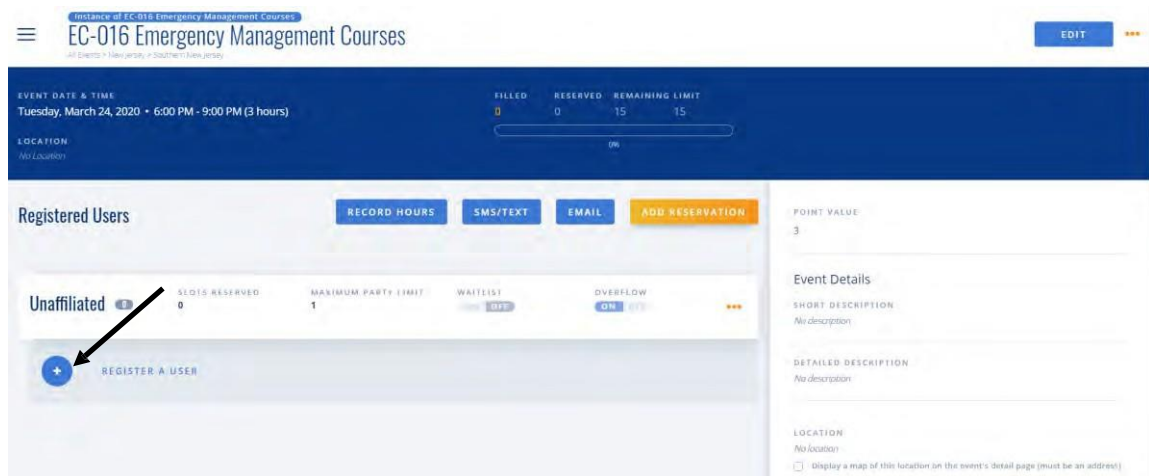 Instance of EC-016 Emergency Management Courses
EC-016 Emergency Management Courses
All Events > New Jersey > Southern New Jersey
EDIT
EVENT DATE & TIME
Tuesday, March 24, 2020 • 6:00 PM - 9:00 PM (3 hours)
LOCATION
No Location
FILLED RESERVED REMAINING LIMIT
0 0 15 15
0%
Registered Users
RECORD HOURS SMS/TEXT EMAIL ADD RESERVATION
Unaffiliated 0
SLOTS RESERVED MAXIMUM PARTY LIMIT WAITLIST OVERFLOW
0 1 OFF ON
+ REGISTER A USER
POINT VALUE
3
Event Details
SHORT DESCRIPTION
No description
DETAILED DESCRIPTION
No description
LOCATION
No location
Display a map of this location on the event's detail page (must be an address)